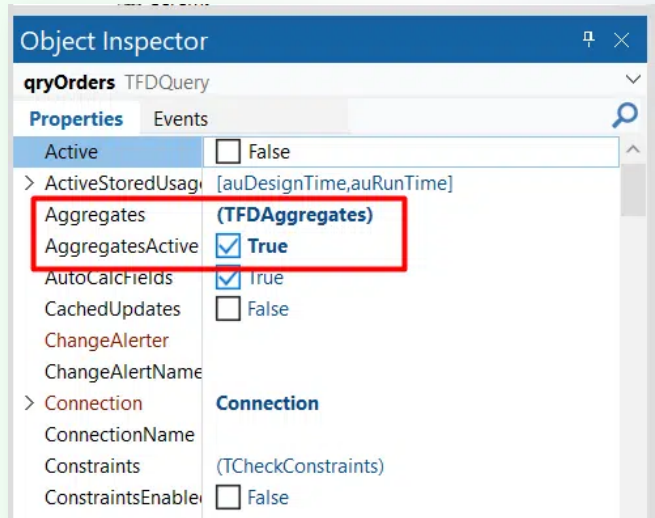 Object Inspector
qryOrders TFDQuery
Properties Events
Active False
ActiveStoredUsag [auDesignTime,auRunTime]
Aggregates (TFDAggregates)
AggregatesActive True
AutoCalcFields True
CachedUpdates False
ChangeAlerter
ChangeAlertName
Connection Connection
ConnectionName
Constraints (TCheckConstraints)
ConstraintsEnable False